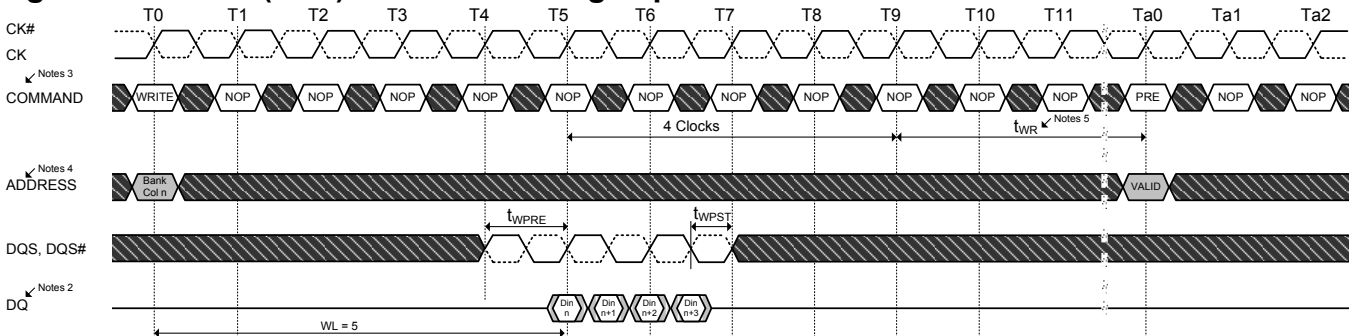 T0 T1 T2 T3 T4 T5 T6 T7 T8 T9 T10 T11 Ta0 Ta1 Ta2
CK#
CK
Notes 3
COMMAND WRITE NOP NOP NOP NOP NOP NOP NOP NOP NOP NOP NOP PRE NOP NOP
4 Clocks tWR Notes 5
Notes 4
ADDRESS Bank Col n VALID
tWPRE tWPST
DQS, DQS#
Notes 2
DQ Din n Din n+1 Din n+2 Din n+3
WL = 5